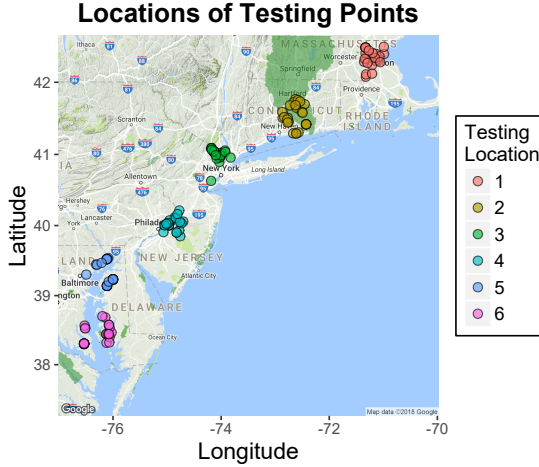 Locations of Testing Points
Latitude
42
41
40
39
38
Ithaca
MASSACHUSETTS
Worcester
Springfield
Providence
Hartford
CONNECTICUT
RHODE
ISLAND
New Haven
Scranton
Allentown
New York
Long Island
Hershey
York
Lancaster
Philad
NEW JERSEY
Atlantic City
Baltimore
DELAWARE
Ocean City
Google
Map data ©2018 Google
-76
-74
-72
-70
Longitude
Testing
Location
1
2
3
4
5
6